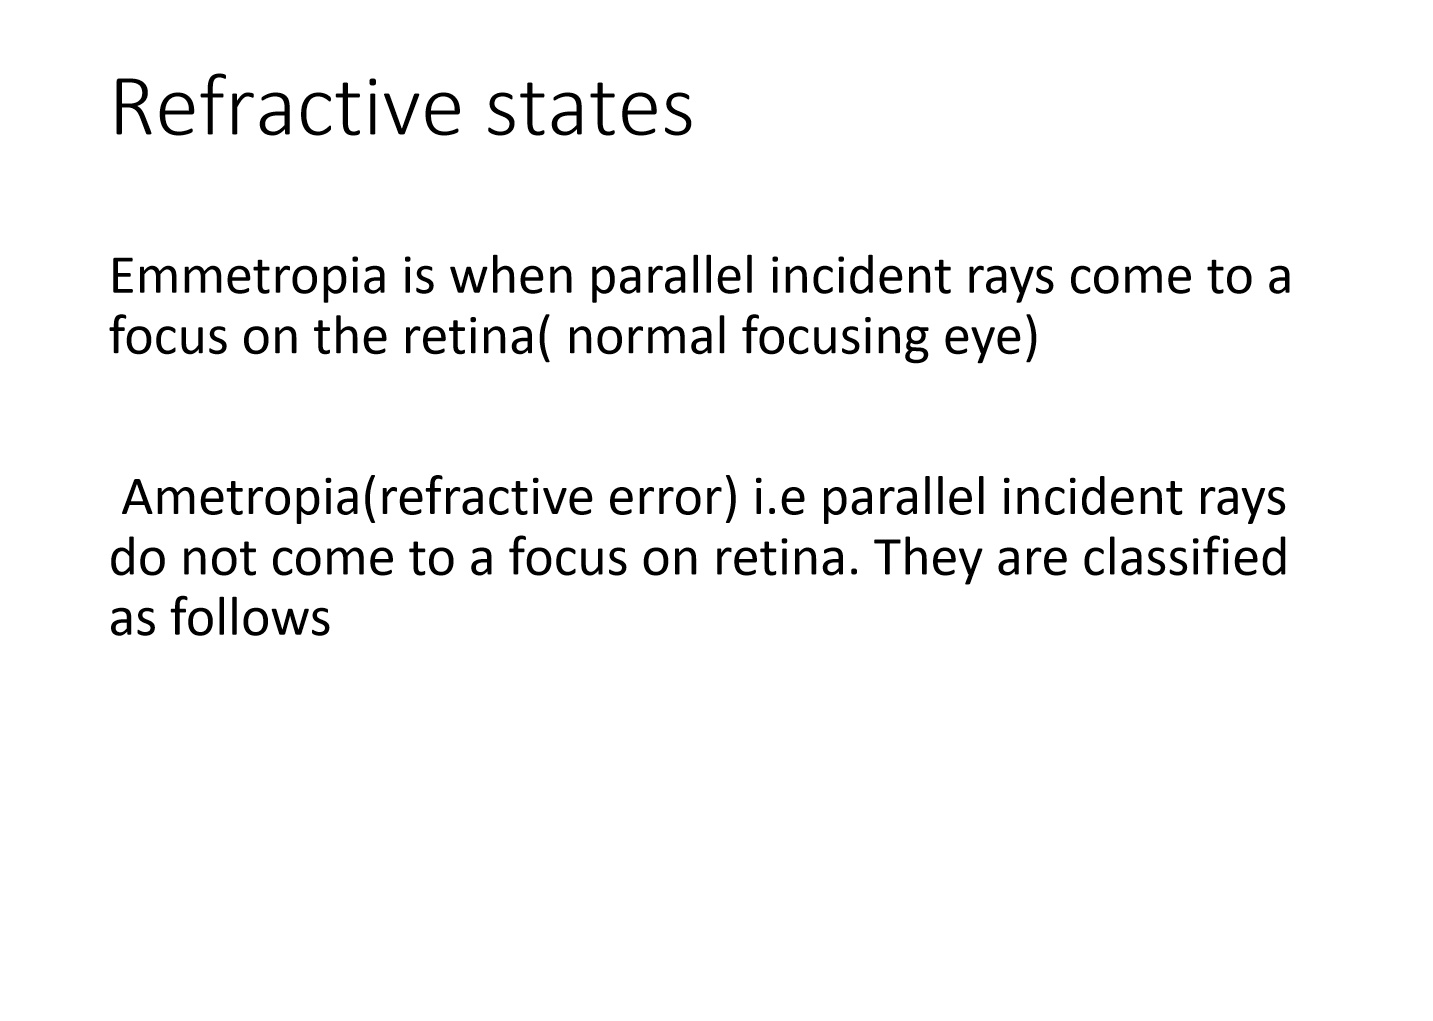 Refractive states
Emmetropia is when parallel incident rays come to a
focus on the retina( normal focusing eye)
Ametropia(refractive error) i.e parallel incident rays
do not come to a focus on retina. They are classified
as follows